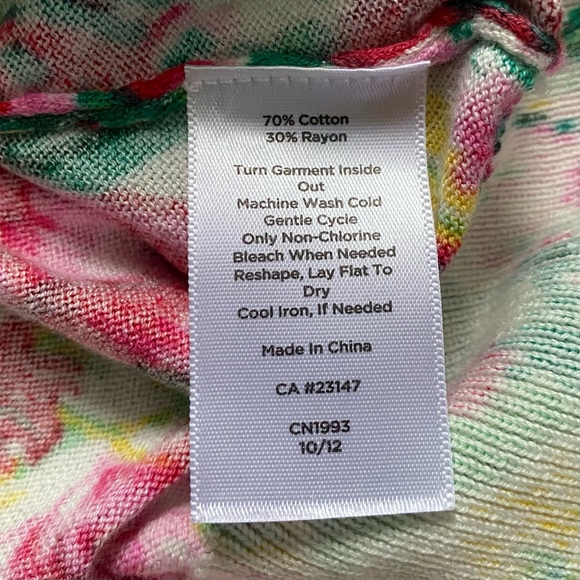 70% Cotton
30% Rayon
Turn Garment Inside
Out
Machine Wash Cold
Gentle Cycle
Only Non-Chlorine
Bleach When Needed
Reshape, Lay Flat To
Dry
Cool Iron, If Needed
Made In China
CA #23147
CN1993
10/12